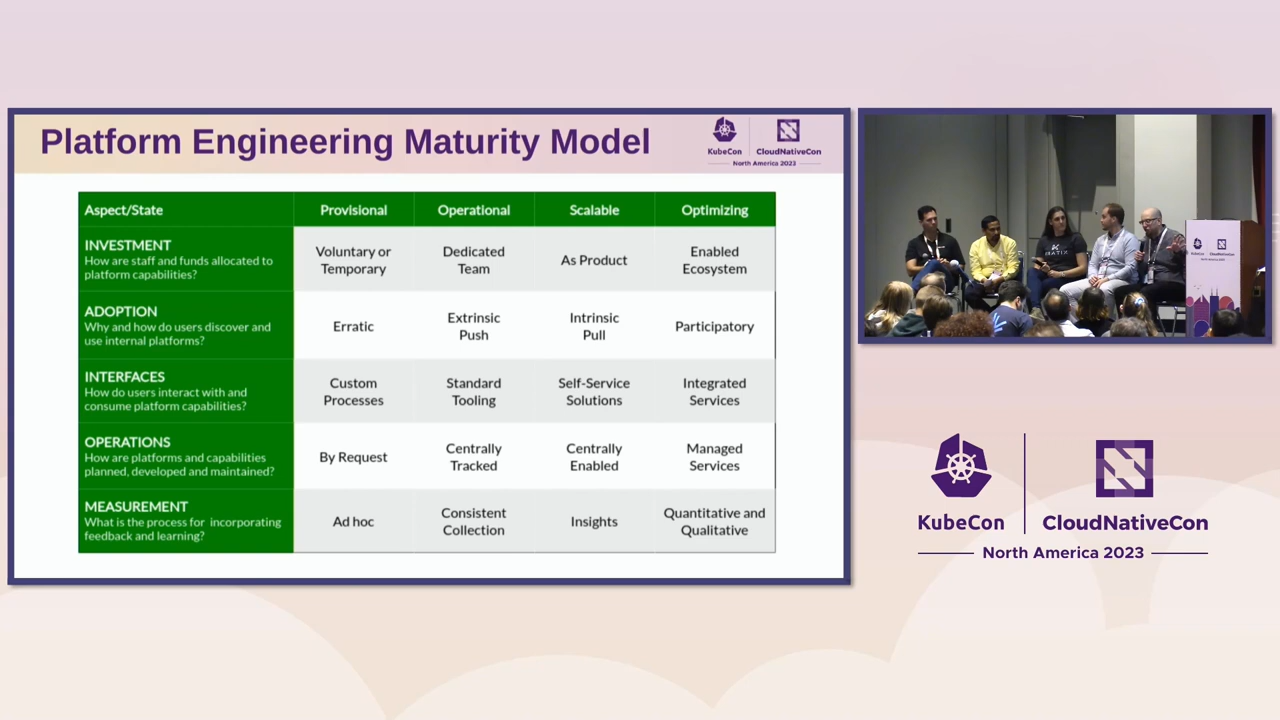 Platform Engineering Maturity Model
KubeCon
CloudNativeCon
North America 2023
Aspect/State
Provisional
Operational
Scalable
Optimizing
INVESTMENT
How are staff and funds allocated to
platform capabilities?
Voluntary or
Temporary
Dedicated
Team
As Product
Enabled
Ecosystem
ADOPTION
Why and how do users discover and
use internal platforms?
Erratic
Extrinsic
Push
Intrinsic
Pull
Participatory
INTERFACES
How do users interact with and
consume platform capabilities?
Custom
Processes
Standard
Tooling
Self-Service
Solutions
Integrated
Services
OPERATIONS
How are platforms and capabilities
planned, developed and maintained?
By Request
Centrally
Tracked
Centrally
Enabled
Managed
Services
MEASUREMENT
What is the process for incorporating
feedback and learning?
Ad hoc
Consistent
Collection
Insights
Quantitative and
Qualitative
KubeCon
CloudNativeCon
North America 2023
KubeCon
CloudNativeCon
North America 2023